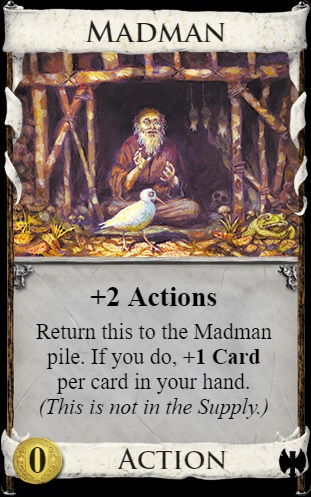 MADMAN
+2 Actions
Return this to the Madman
pile. If you do, +1 Card
per card in your hand.
(This is not in the Supply.)
0
ACTION